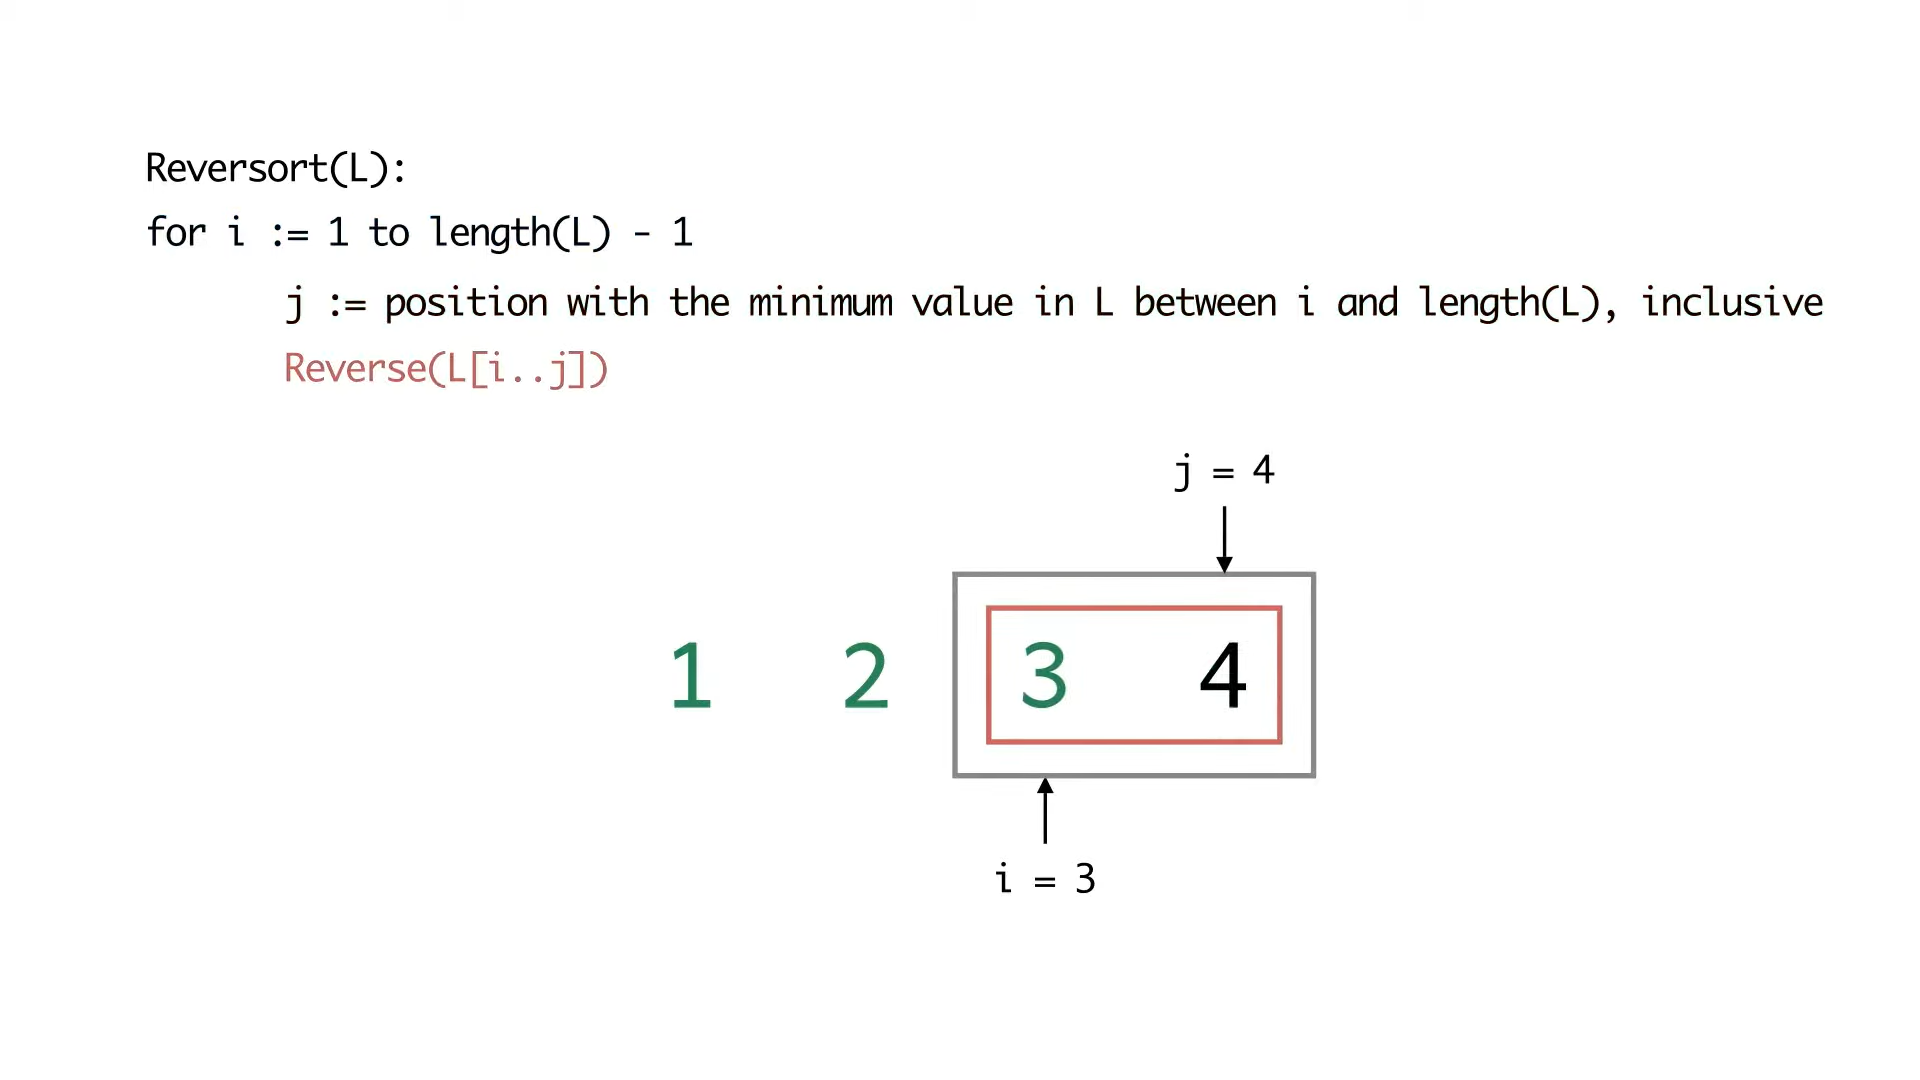 Reversort(L):
for i := 1 to length(L) - 1
j := position with the minimum value in L between i and length(L), inclusive
Reverse(L[i..j])
j = 4
1 2 3 4
i = 3